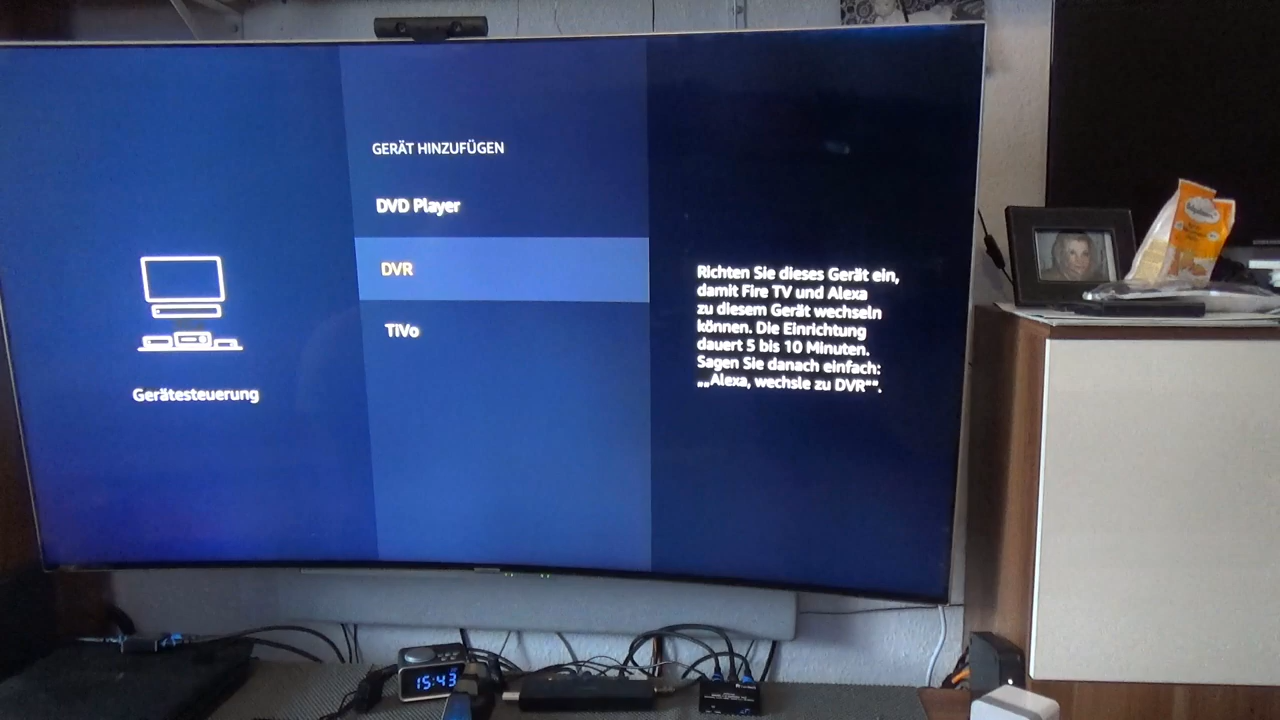 GERÄT HINZUFÜGEN
DVD Player
DVR
TiVo
Gerätesteuerung
Richten Sie dieses Gerät ein,
damit Fire TV und Alexa
zu diesem Gerät wechseln
können. Die Einrichtung
dauert 5 bis 10 Minuten.
Sagen Sie danach einfach:
„„Alexa, wechsle zu DVR““.
15:43